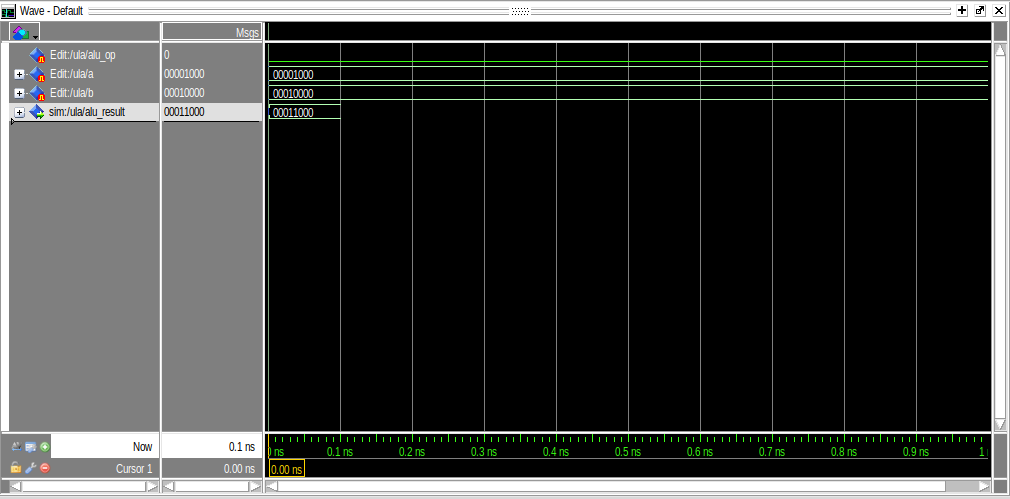 Wave - Default
Msgs
Edit:/ula/alu_op 0
Edit:/ula/a 00001000 00001000
Edit:/ula/b 00010000 00010000
sim:/ula/alu_result 00011000 00011000
Now 0.1 ns ns 0.1 ns 0.2 ns 0.3 ns 0.4 ns 0.5 ns 0.6 ns 0.7 ns 0.8 ns 0.9 ns 1
Cursor 1 0.00 ns 0.00 ns